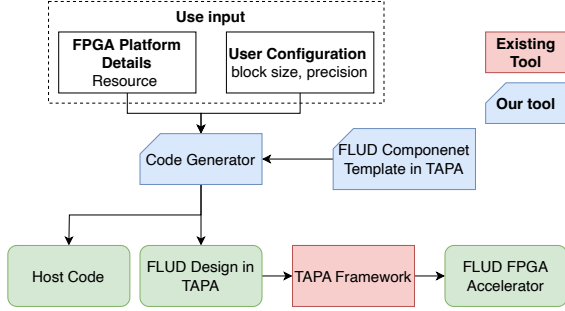 Use input
FPGA Platform
Details
Resource
User Configuration
block size, precision
Existing
Tool
Our tool
Code Generator
FLUD Componenet
Template in TAPA
Host Code
FLUD Design in
TAPA
TAPA Framework
FLUD FPGA
Accelerator